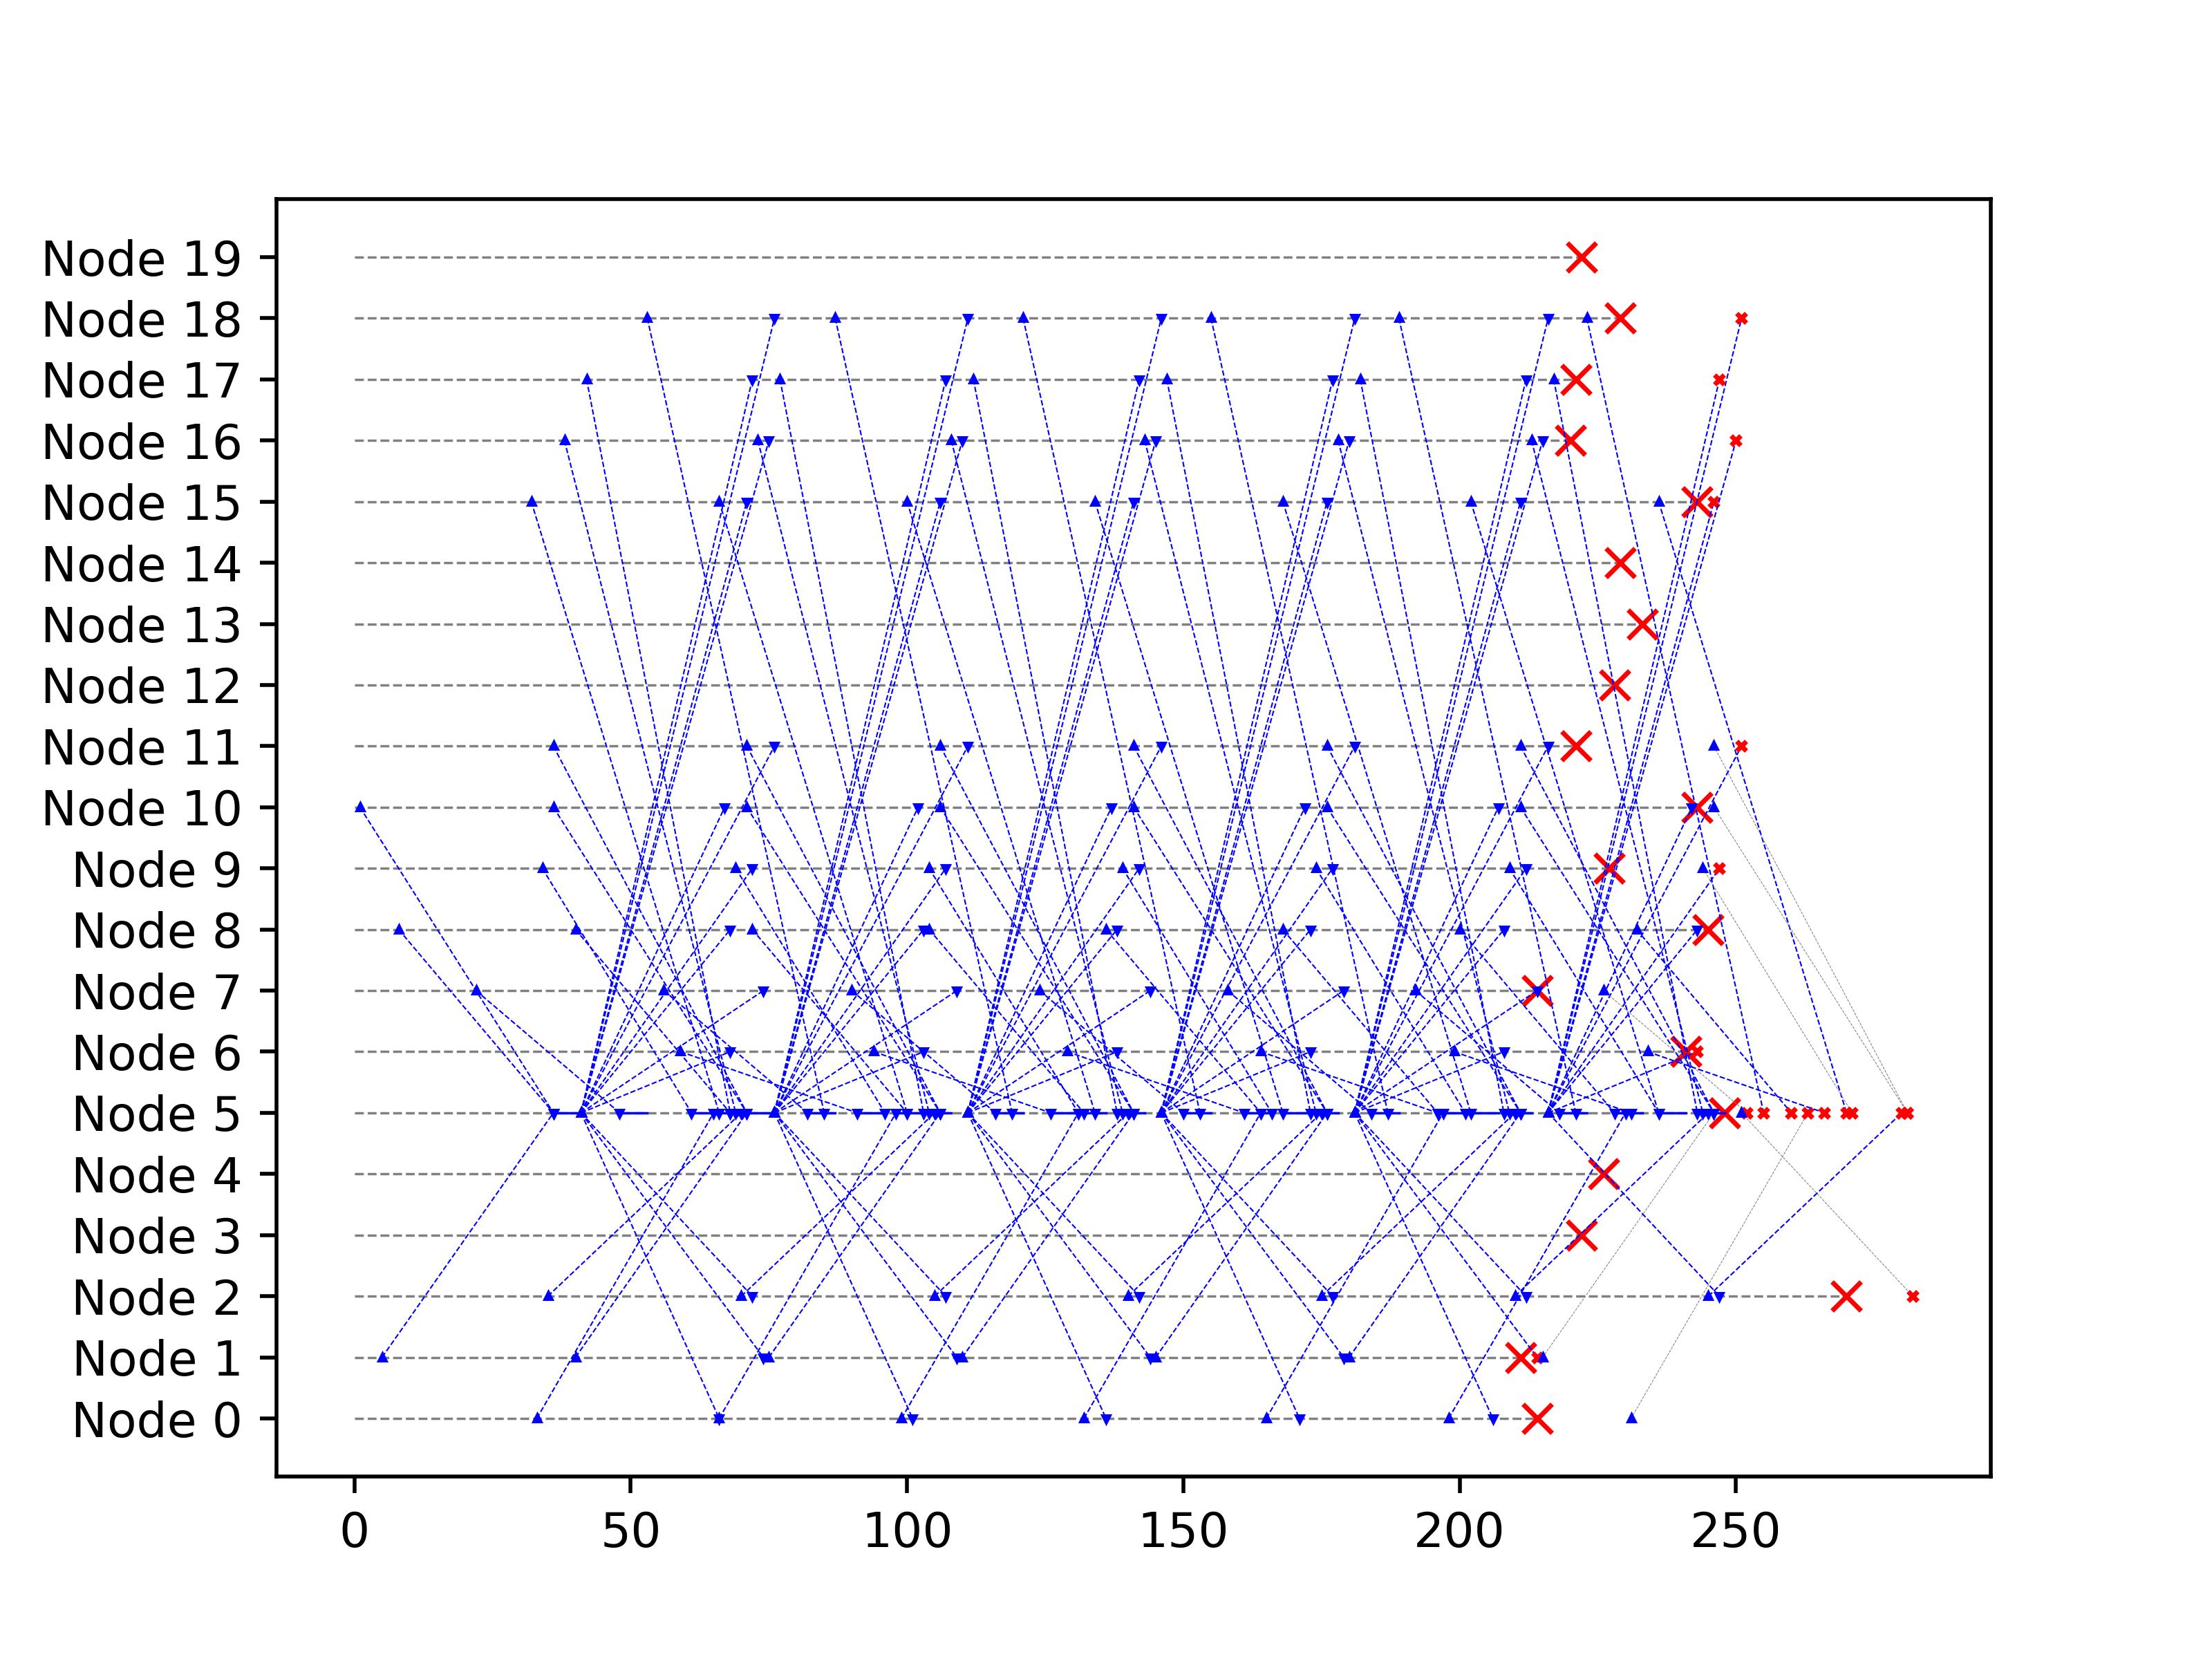 Node 19
Node 18
Node 17
Node 16
Node 15
Node 14
Node 13
Node 12
Node 11
Node 10
Node 9
Node 8
Node 7
Node 6
Node 5
Node 4
Node 3
Node 2
Node 1
Node 0
0 50 100 150 200 250